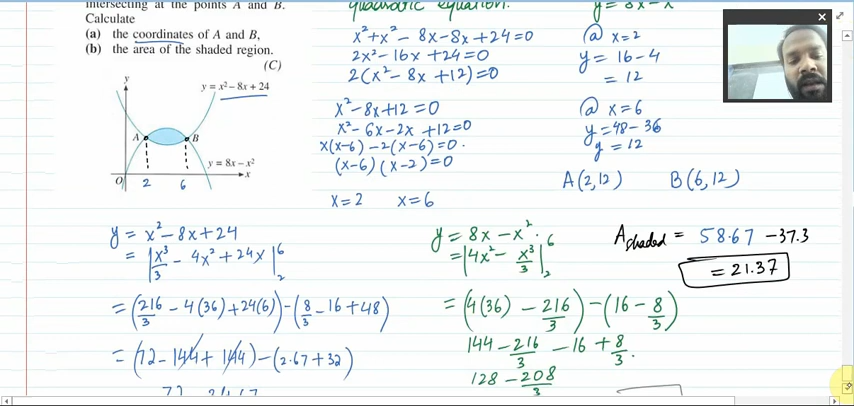 intersecting at the points A and B.
Calculate
(a) the coordinates of A and B,
(b) the area of the shaded region.
(C)
y
y = x² − 8x + 24
A
B
y = 8x − x²
O
2
6
x
quadratic equation.
x² + x² − 8x − 8x + 24 = 0
2x² − 16x + 24 = 0
2(x² − 8x + 12) = 0
x² − 8x + 12 = 0
x² − 6x − 2x + 12 = 0
x(x−6) − 2(x−6) = 0.
(x−6)(x−2) = 0
x = 2 x = 6
y = 8x − x²
@ x = 2
y = 16 − 4
= 12
@ x = 6
y = 48 − 36
y = 12
A(2,12) B(6,12)
y = x² − 8x + 24
= |x³/3 − 4x² + 24x|₂⁶
= (216/3 − 4(36) + 24(6)) − (8/3 − 16 + 48)
= (72 − 144 + 144) − (2.67 + 32)
y = 8x − x².
= |4x² − x³/3|₂⁶
= (4(36) − 216/3) − (16 − 8/3)
144 − 216/3 − 16 + 8/3.
128 − 208/3
A shaded = 58.67 − 37.3
= 21.37